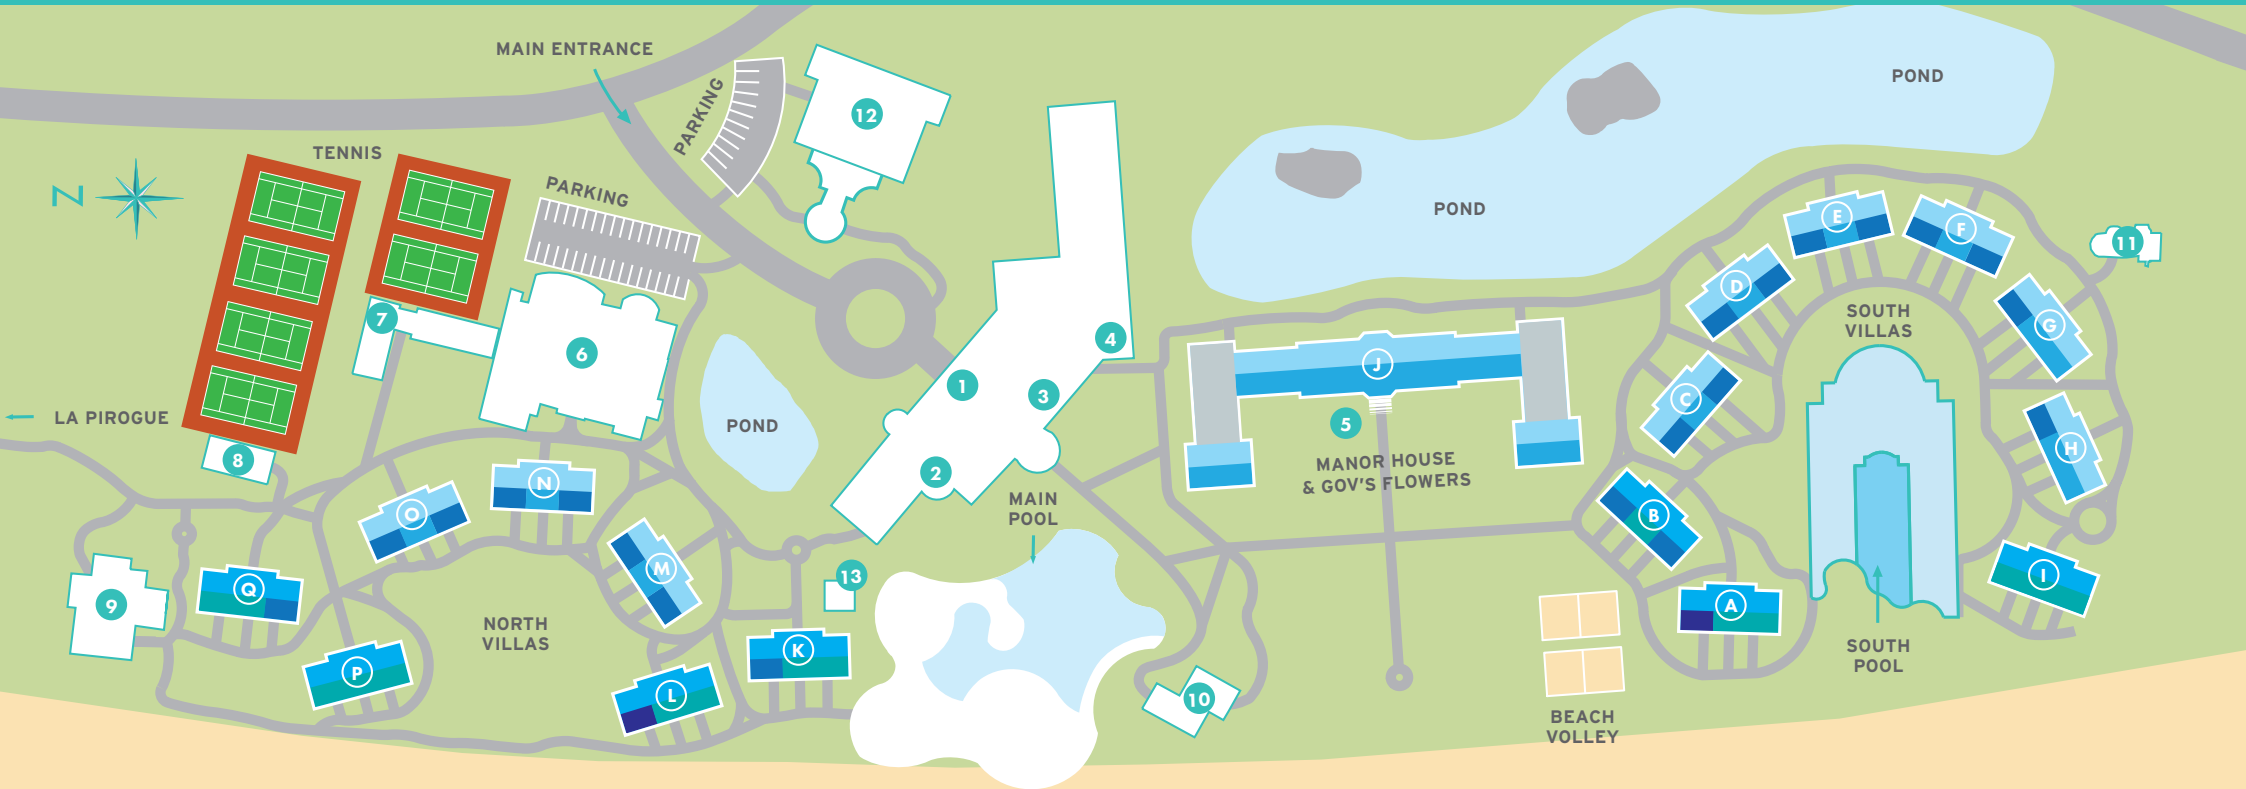 MAIN ENTRANCE
PARKING
POND
12
TENNIS
N
PARKING
POND
E
F
11
D
SOUTH
VILLAS
G
7
6
4
1
3
J
C
5
LA PIROGUE
POND
8
2
MANOR HOUSE
& GOV'S FLOWERS
H
N
MAIN
POOL
O
B
M
13
Q
9
I
A
NORTH
VILLAS
K
SOUTH
POOL
P
L
10
BEACH
VOLLEY